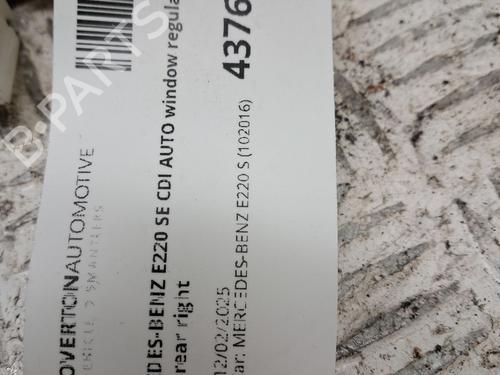 OVERTONAUTOMOTIVE
DES-BENZ E220 SE CDI AUTO window regula
rear right
4376
12/02/2025
ar: MERCEDES-BENZ E220 S (102016)
B-PARTS